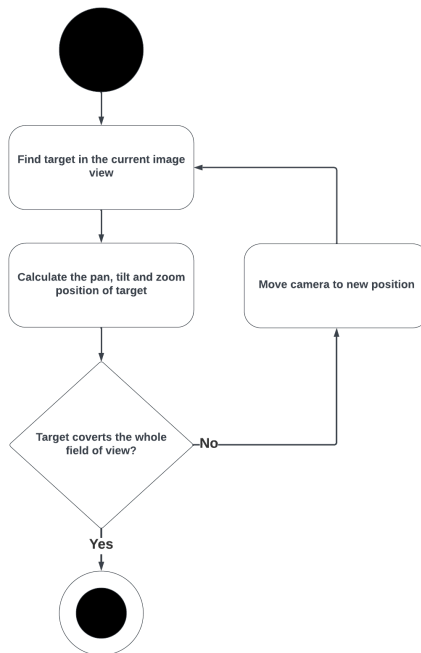 Find target in the current image
view
Calculate the pan, tilt and zoom
position of target
Move camera to new position
Target coverts the whole
field of view?
No
Yes